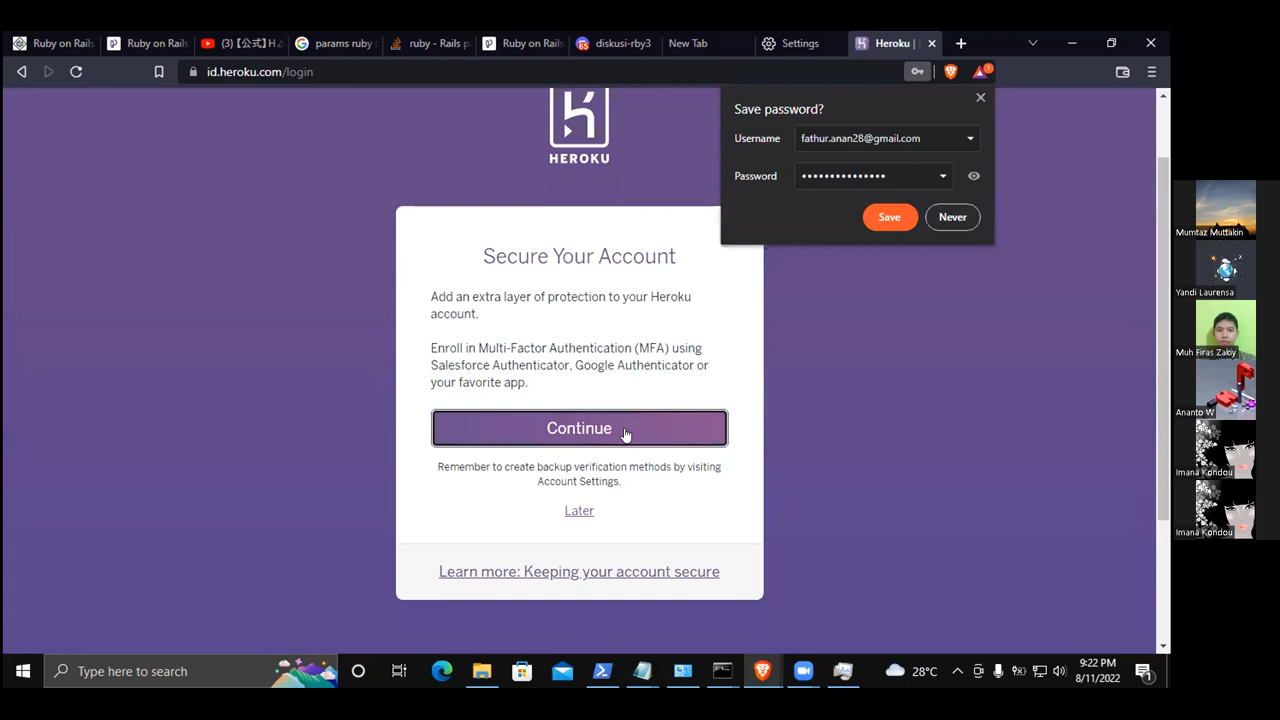 Ruby on Rails
Ruby on Rails
(3) 【公式】H
params ruby
ruby - Rails p
Ruby on Rails
diskusi-rby3
New Tab
Settings
Heroku |
id.heroku.com/login
1
Save password?
Username
fathur.anan28@gmail.com
Password
•••••••••••••••
Save
Never
HEROKU
Secure Your Account
Add an extra layer of protection to your Heroku
account.
Enroll in Multi-Factor Authentication (MFA) using
Salesforce Authenticator, Google Authenticator or
your favorite app.
Continue
Remember to create backup verification methods by visiting
Account Settings.
Later
Learn more: Keeping your account secure
Mumtaz Muttakin
Yandi Laurensa
Muh Firas Zakiy
Ananto W
Imana Kondou
Imana Kondou
Type here to search
28°C
9:22 PM
8/11/2022
1